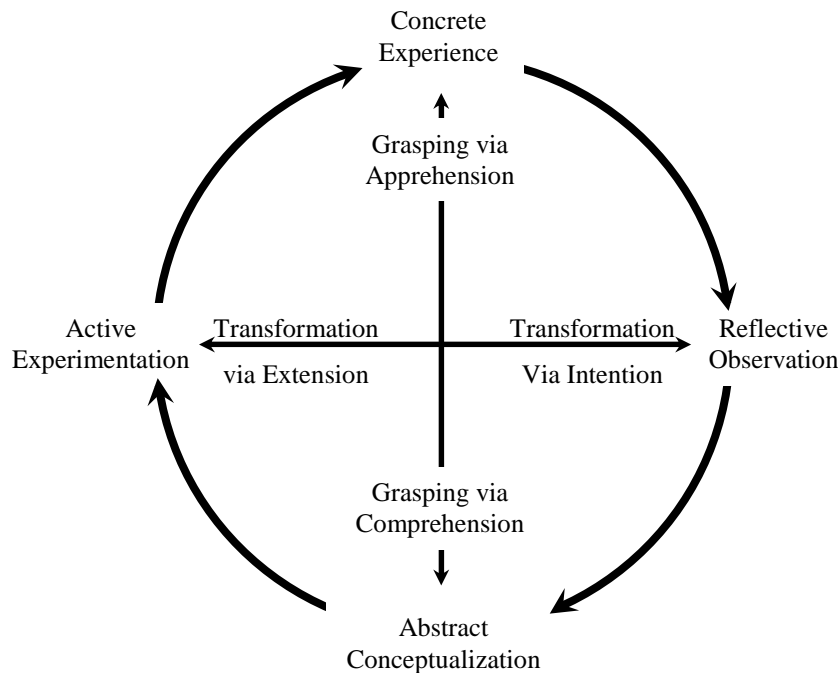 Concrete
Experience
Grasping via
Apprehension
Active
Experimentation
Transformation
via Extension
Transformation
Via Intention
Reflective
Observation
Grasping via
Comprehension
Abstract
Conceptualization